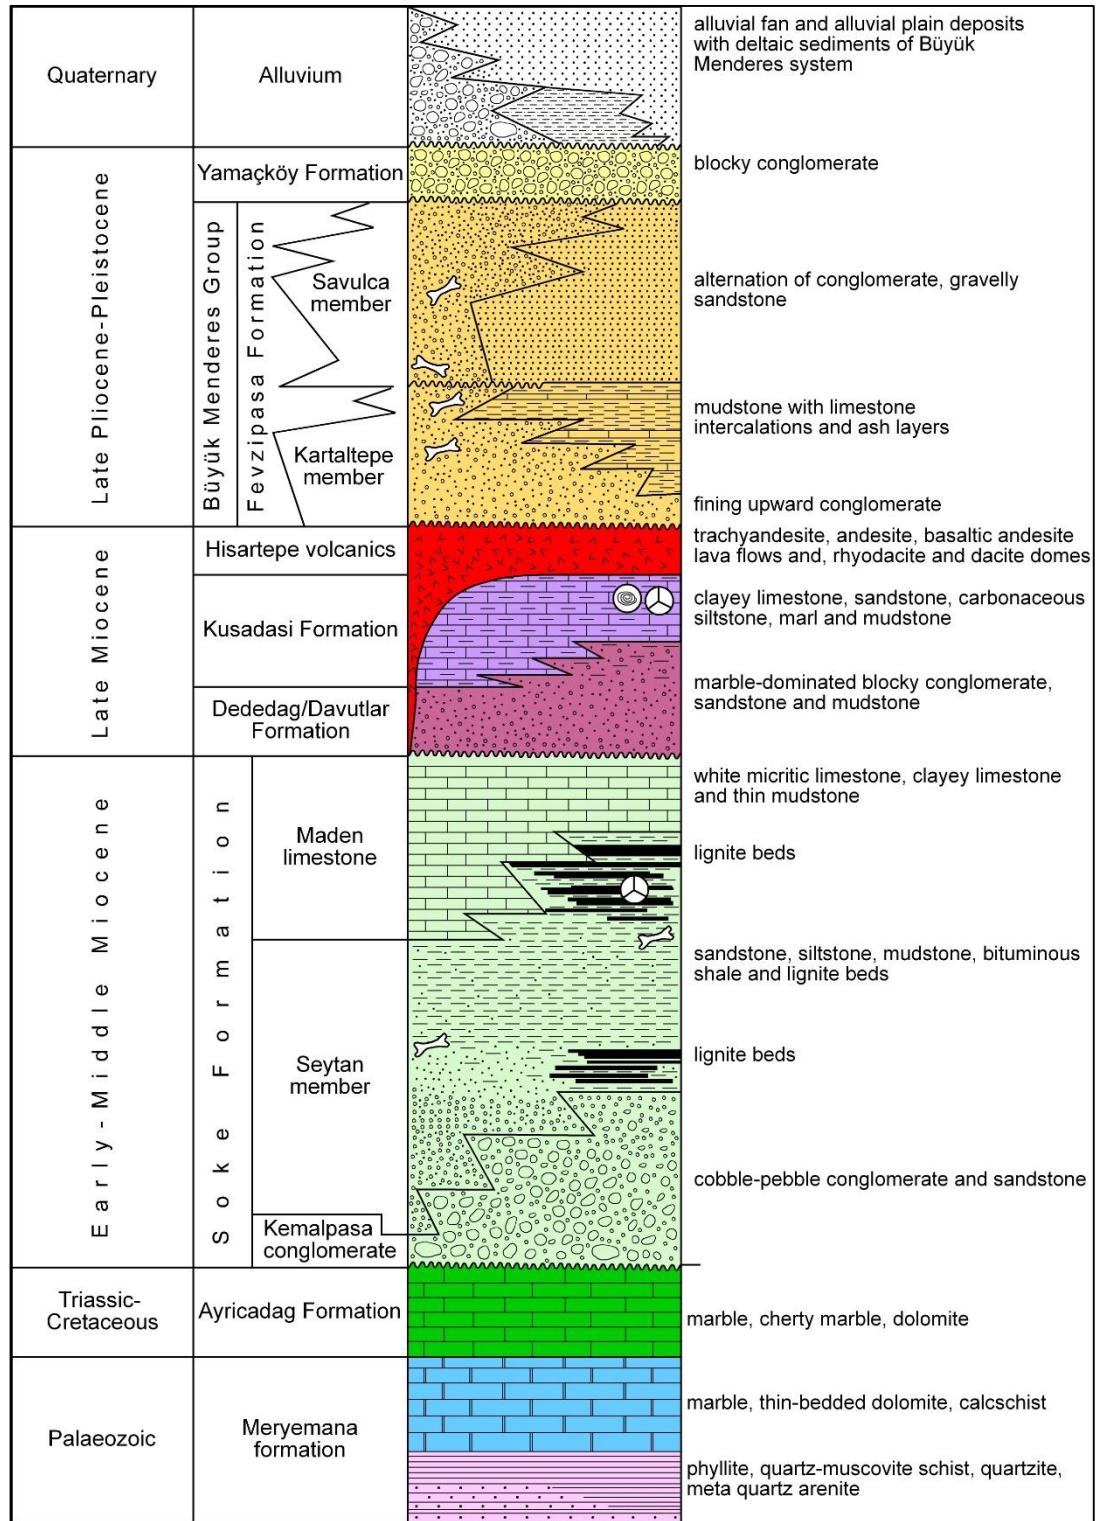 Quaternary
Alluvium
alluvial fan and alluvial plain deposits
with deltaic sediments of Büyük
Menderes system
Late Pliocene-Pleistocene
Yamaçköy Formation
blocky conglomerate
Büyük Menderes Group
Fevzipasa Formation
Savulca
member
alternation of conglomerate, gravelly
sandstone
Kartaltepe
member
mudstone with limestone
intercalations and ash layers
fining upward conglomerate
Late Miocene
Hisartepe volcanics
trachyandesite, andesite, basaltic andesite
lava flows and, rhyodacite and dacite domes
Kusadasi Formation
clayey limestone, sandstone, carbonaceous
siltstone, marl and mudstone
Dededag/Davutlar
Formation
marble-dominated blocky conglomerate,
sandstone and mudstone
Early-Middle Miocene
Soke Formation
Maden
limestone
white micritic limestone, clayey limestone
and thin mudstone
lignite beds
Seytan
member
sandstone, siltstone, mudstone, bituminous
shale and lignite beds
lignite beds
Kemalpasa
conglomerate
cobble-pebble conglomerate and sandstone
Triassic-
Cretaceous
Ayricadag Formation
marble, cherty marble, dolomite
Palaeozoic
Meryemana
formation
marble, thin-bedded dolomite, calcschist
phyllite, quartz-muscovite schist, quartzite,
meta quartz arenite